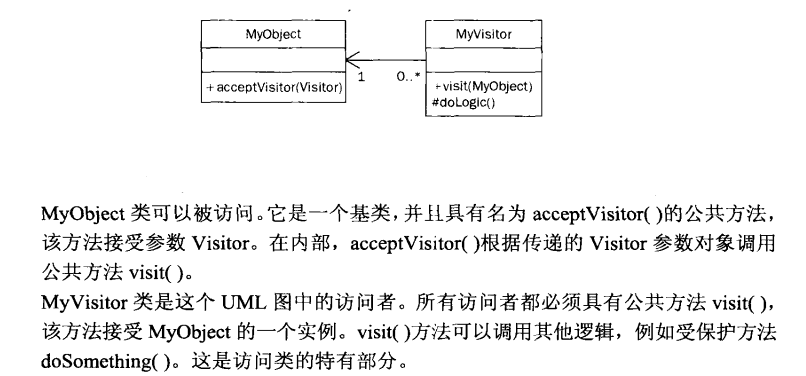 MyObject
MyVisitor
1
0..*
+ acceptVisitor(Visitor)
+visit(MyObject)
#doLogic()
MyObject 类可以被访问。它是一个基类，并且具有名为 acceptVisitor( )的公共方法，
该方法接受参数 Visitor。在内部，acceptVisitor( )根据传递的 Visitor 参数对象调用
公共方法 visit( )。
MyVisitor 类是这个 UML 图中的访问者。所有访问者都必须具有公共方法 visit( )，
该方法接受 MyObject 的一个实例。visit( )方法可以调用其他逻辑，例如受保护方法
doSomething( )。这是访问类的特有部分。